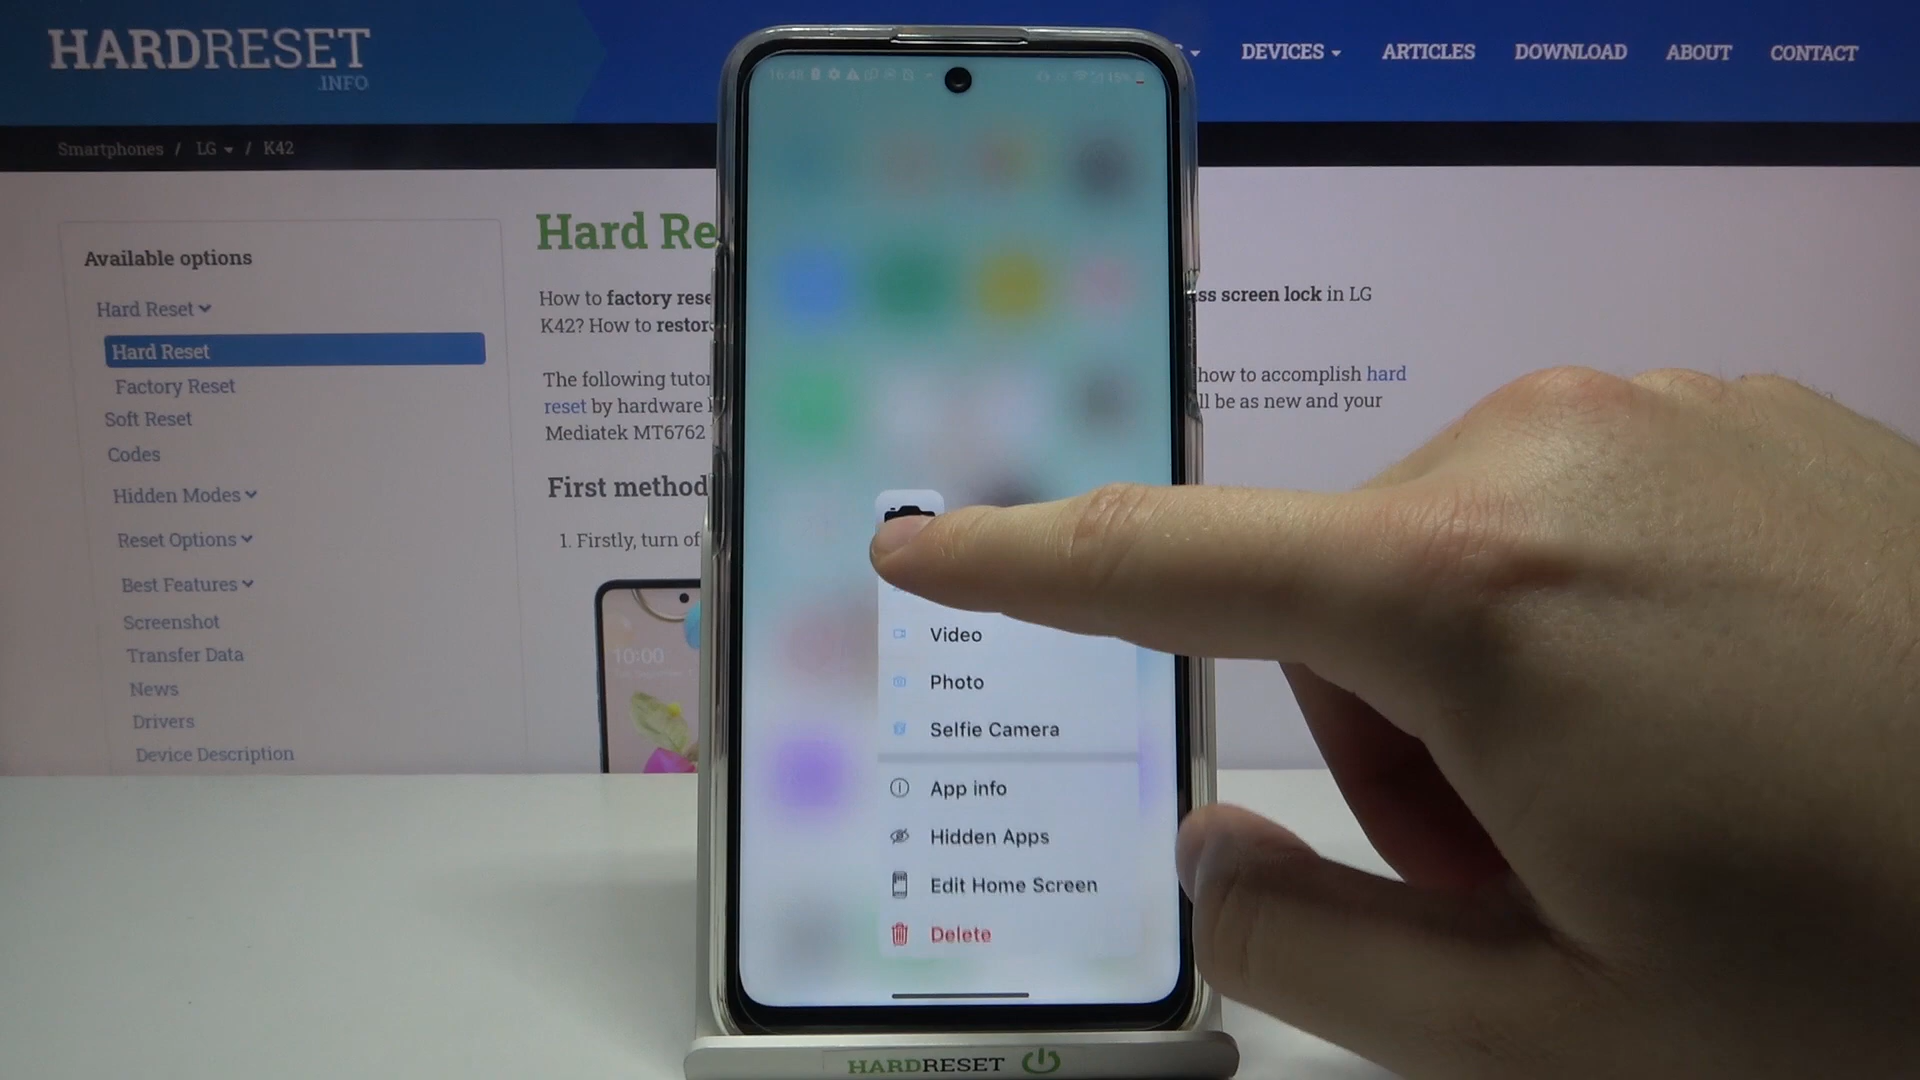 HARDRESET
.INFO
DEVICES
ARTICLES
DOWNLOAD
ABOUT
CONTACT
Smartphones / LG / K42
Available options
Hard Reset
Hard Reset
Factory Reset
Soft Reset
Codes
Hidden Modes
Reset Options
Best Features
Screenshot
Transfer Data
News
Drivers
Device Description
Hard Re
How to factory rese
ss screen lock in LG
K42? How to restor
The following tutor
how to accomplish hard
reset by hardware
ll be as new and your
Mediatek MT6762
First method
1. Firstly, turn of
10:00
16:48
15%
Video
Photo
Selfie Camera
App info
Hidden Apps
Edit Home Screen
Delete
HARDRESET